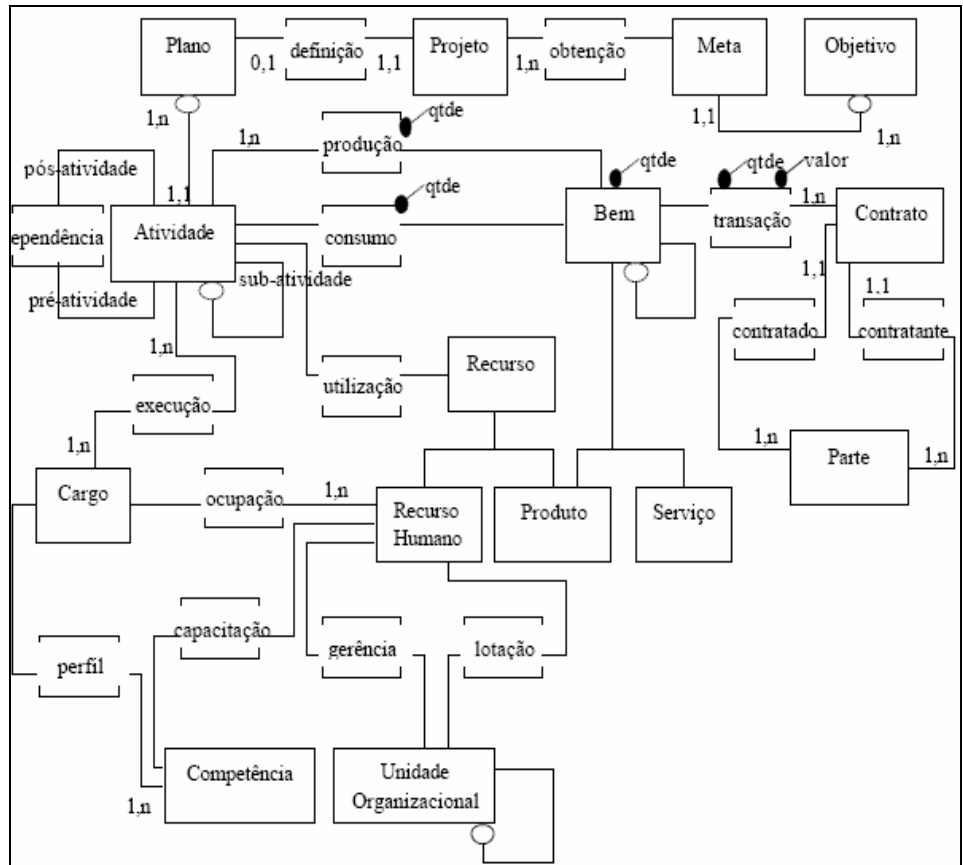 Plano
definição
Projeto
obtenção
Meta
Objetivo
0,1
1,1
1,n
1,n
1,n
produção
qtde
1,1
1,n
pós-atividade
1,1
qtde
qtde
qtde
valor
ependência
Atividade
consumo
Bem
transação
1,n
Contrato
sub-atividade
pré-atividade
1,1
1,1
1,n
contratado
contratante
execução
utilização
Recurso
1,n
1,n
1,n
Parte
Cargo
ocupação
1,n
Recurso
Humano
Produto
Serviço
capacitação
gerência
lotação
perfil
Competência
1,n
Unidade
Organizacional